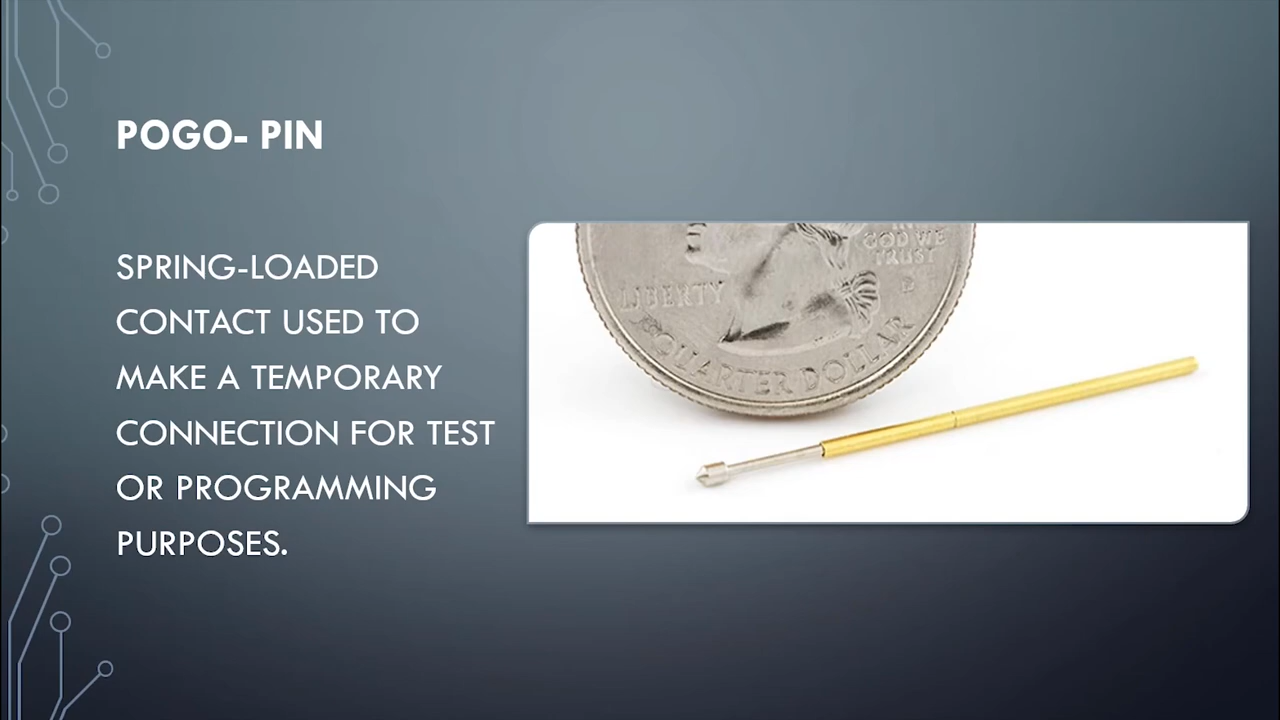 POGO- PIN
SPRING-LOADED
CONTACT USED TO
MAKE A TEMPORARY
CONNECTION FOR TEST
OR PROGRAMMING
PURPOSES.
IN
GOD WE
TRUST
LIBERTY
D
QUARTER DOLLAR